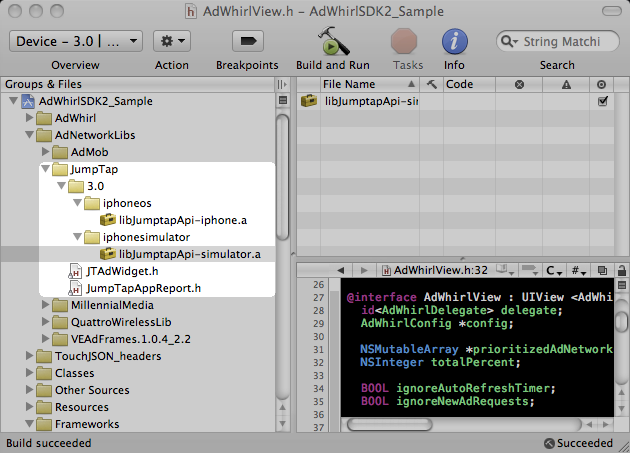 AdWhirlView.h – AdWhirlSDK2_Sample
Device - 3.0 | ...
String Matchi
Overview
Action
Breakpoints
Build and Run
Tasks
Info
Search
Groups & Files
AdWhirlSDK2_Sample
AdWhirl
AdNetworkLibs
AdMob
JumpTap
3.0
iphoneos
libJumptapApi-iphone.a
iphonesimulator
libJumptapApi-simulator.a
JTAdWidget.h
JumpTapAppReport.h
MillennialMedia
QuattroWirelessLib
VEAdFrames.1.0.4_2.2
TouchJSON_headers
Classes
Other Sources
Resources
Frameworks
File Name
Code
libJumptapApi-sim
AdWhirlView.h:32
C
#
26
27 @interface AdWhirlView : UIView <AdWhi
28 id<AdWhirlDelegate> delegate;
29 AdWhirlConfig *config;
30
31 NSMutableArray *prioritizedAdNetwork
32 NSInteger totalPercent;
33
34 BOOL ignoreAutoRefreshTimer;
35 BOOL ignoreNewAdRequests;
36
37
Build succeeded
Succeeded